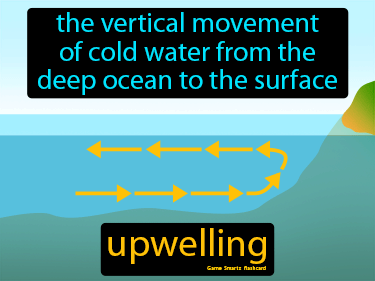 the vertical movement
of cold water from the
deep ocean to the surface
upwelling
Game Smartz flashcard